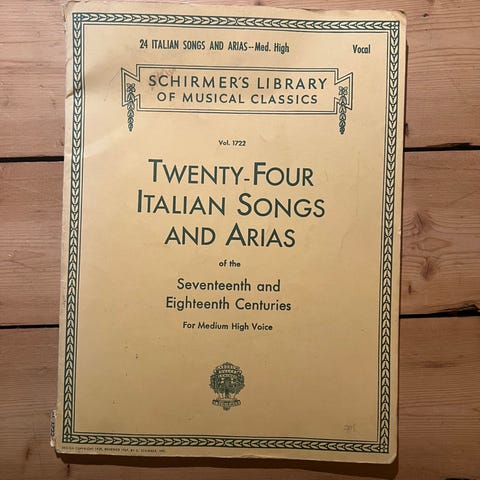 24 ITALIAN SONGS AND ARIAS--Med. High Vocal
SCHIRMER'S LIBRARY
OF MUSICAL CLASSICS
Vol. 1722
TWENTY-FOUR
ITALIAN SONGS
AND ARIAS
of the
Seventeenth and
Eighteenth Centuries
For Medium High Voice